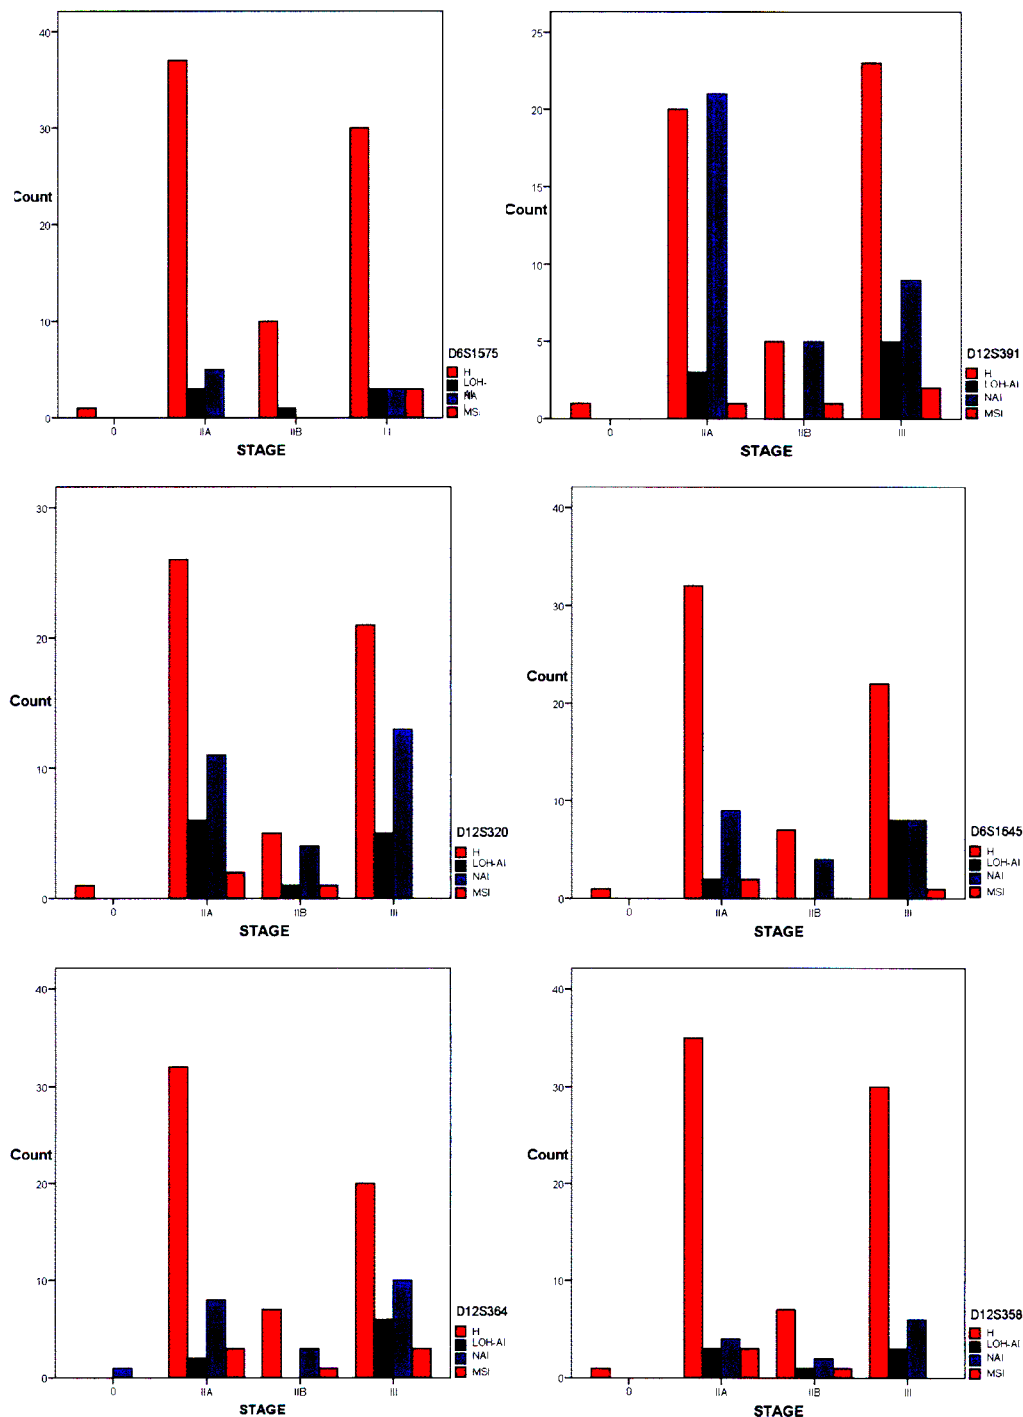 40
30
20
10
0
Count
D6S1575
H
LOH-
MSI
0
IIA
IIB
STAGE
25
20
15
10
5
0
Count
D12S391
H
LOH-AI
NAI
MSI
0
IIA
IIB
III
STAGE
30
20
10
0
Count
D12S320
H
LOH-AI
NAI
MSI
0
IIA
IIB
III
STAGE
40
30
20
10
0
Count
D6S1645
H
LOH-AI
NAI
MSI
0
IIA
IIB
III
STAGE
40
30
20
10
0
Count
D12S364
H
LOH-AI
NAI
MSI
0
IIA
IIB
III
STAGE
40
30
20
10
0
Count
D12S358
H
LOH-AI
NAI
MSI
0
IIA
IIB
III
STAGE